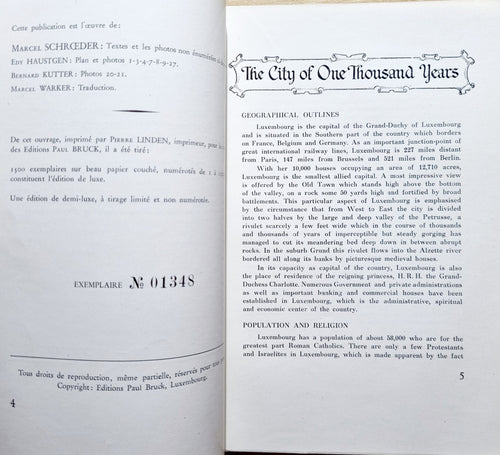 Cette publication est l'œuvre de:
MARCEL SCHRŒDER: Textes et les photos non énumérées
EDY HAUSTGEN: Plan et photos 1-3-4-7-8-9-27.
BERNARD KUTTER: Photos 20-21.
MARCEL WARKER: Traduction.
De cet ouvrage, imprimé par PIERRE LINDEN, imprimeur, pour
des Editions PAUL BRUCK, il a été tiré:
1500 exemplaires sur beau papier couché, numérotés de 1 à
constituent l'édition de luxe.
Une édition de demi-luxe, à tirage limité et non numérotée.
EXEMPLAIRE № 01348
Tous droits de reproduction, même partielle, réservés pour tous
Copyright: Editions Paul Bruck, Luxembourg.
4
The City of One Thousand Years
GEOGRAPHICAL OUTLINES
Luxembourg is the capital of the Grand-Duchy of Luxembourg
and is situated in the Southern part of the country which borders
on France, Belgium and Germany. As an important junction-point of
great international railway lines, Luxembourg is 227 miles distant
from Paris, 147 miles from Brussels and 521 miles from Berlin.
With her 10,000 houses occupying an area of 12,710 acres,
Luxembourg is the smallest allied capital. A most impressive view
is offered by the Old Town which stands high above the bottom
of the valley, on a rock some 50 yards high and fortified by broad
battlements. This particular aspect of Luxembourg is emphasised
by the circumstance that from West to East the city is divided
into two halves by the large and deep valley of the Petrusse, a
rivulet scarcely a few feet wide which in the course of thousands
and thousands of years of imperceptible but steady gorging has
managed to cut its meandering bed deep down in between abrupt
rocks. In the suburb Grund this rivulet flows into the Alzette river
bordered all along its banks by picturesque medieval houses.
In its capacity as capital of the country, Luxembourg is also
the place of residence of the reigning princess, H. R. H. the Grand-
Duchess Charlotte. Numerous Government and private administrations
as well as important banking and commercial houses have been
established in Luxembourg, which is the administrative, spiritual
and economic center of the country.
POPULATION AND RELIGION
Luxembourg has a population of about 58,000 who are for the
greatest part Roman Catholics. There are only a few Protestants
and Israelites in Luxembourg, which is made apparent by the fact
5